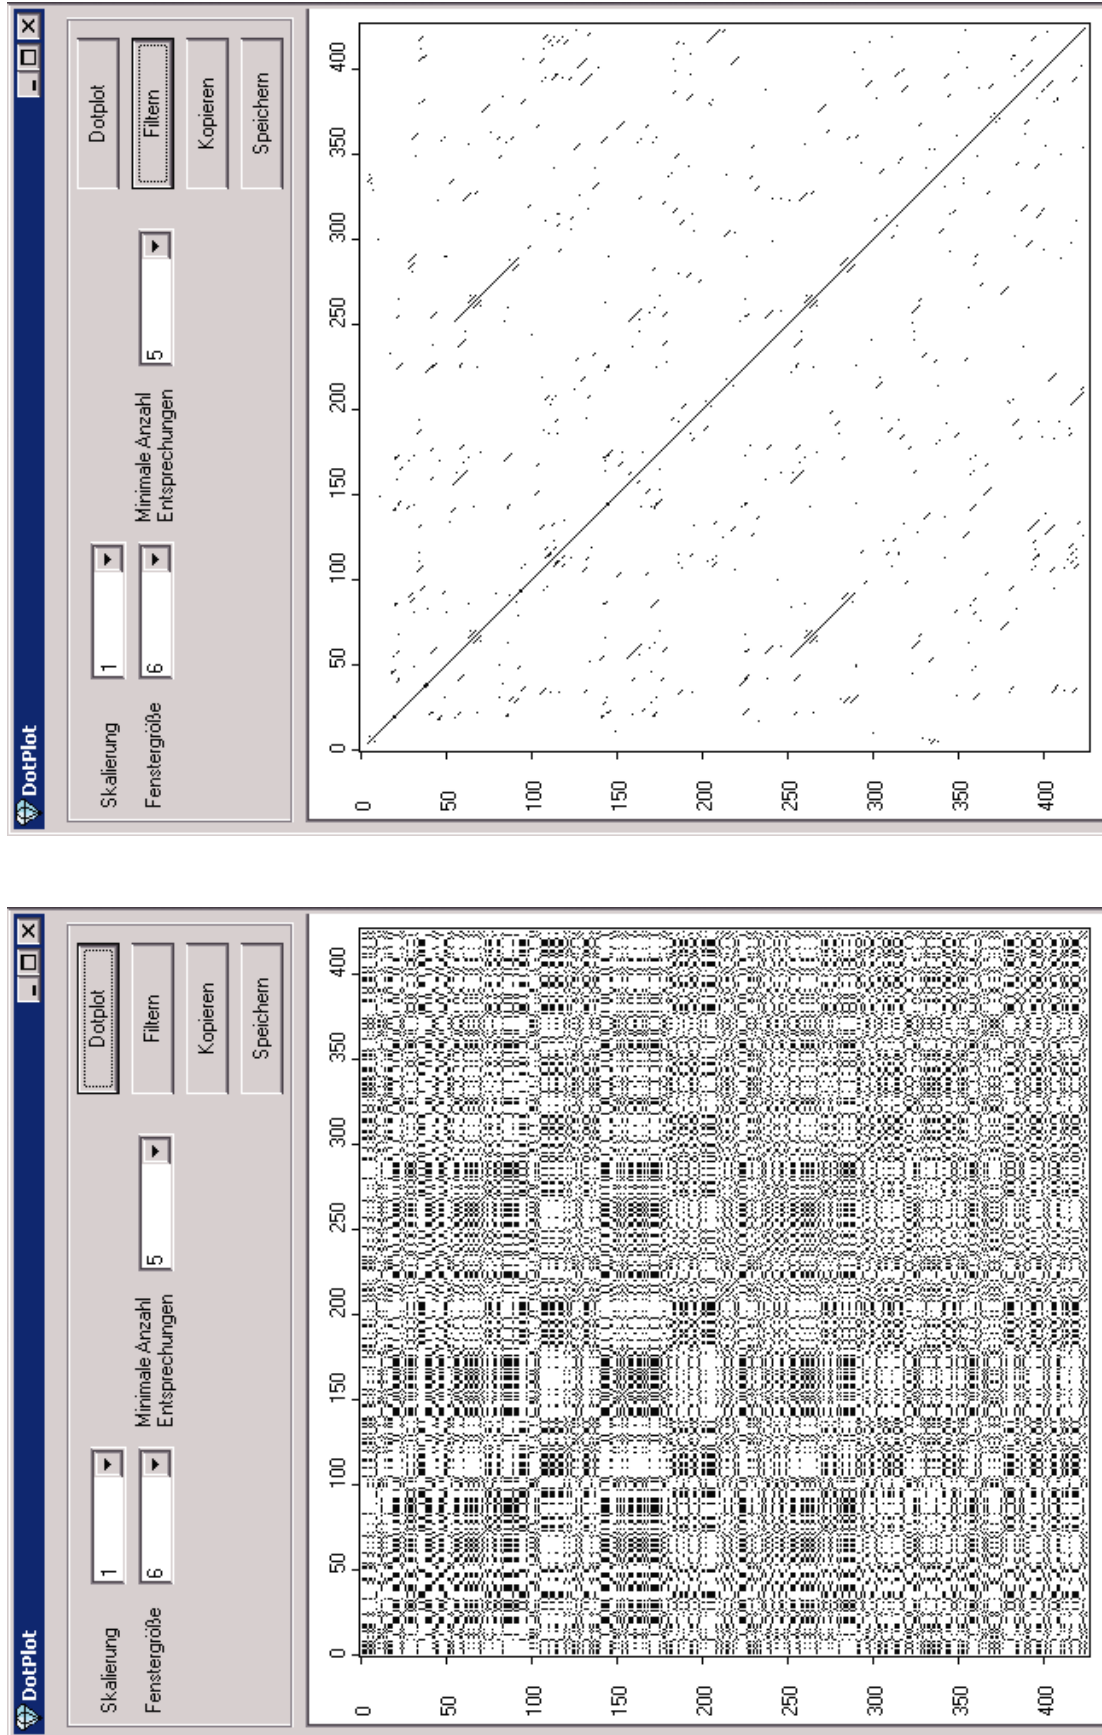 DotPlot
Skalierung
1
Fenstergröße
6
Minimale Anzahl
Entsprechungen
5
Dotplot
Filtern
Kopieren
Speichern
0 50 100 150 200 250 300 350 400
0
50
100
150
200
250
300
350
400
DotPlot
Skalierung
1
Fenstergröße
6
Minimale Anzahl
Entsprechungen
5
Dotplot
Filtern
Kopieren
Speichern
0 50 100 150 200 250 300 350 400
0
50
100
150
200
250
300
350
400